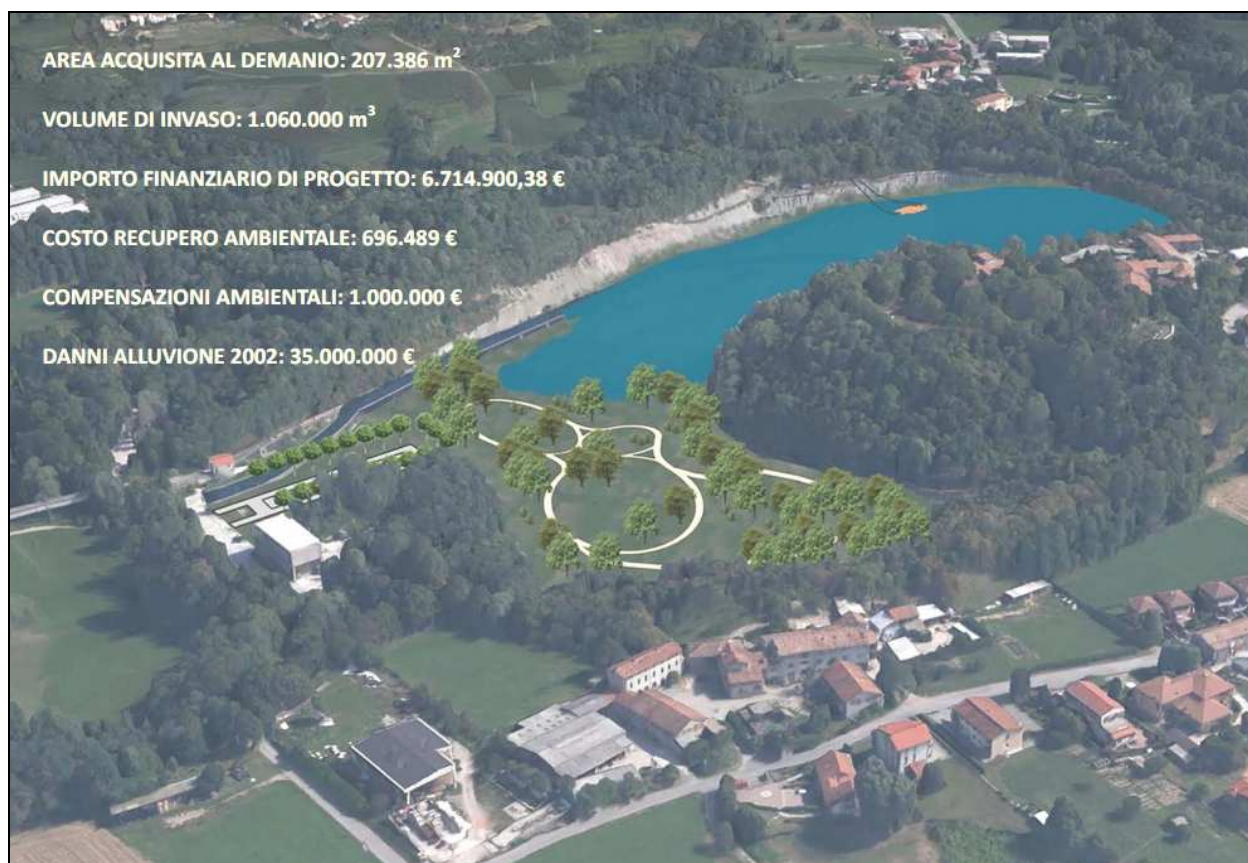 AREA ACQUISITA AL DEMANIO: 207.386 m²
VOLUME DI INVASO: 1.060.000 m³
IMPORTO FINANZIARIO DI PROGETTO: 6.714.900,38 €
COSTO RECUPERO AMBIENTALE: 696.489 €
COMPENSAZIONI AMBIENTALI: 1.000.000 €
DANNI ALLUVIONE 2002: 35.000.000 €